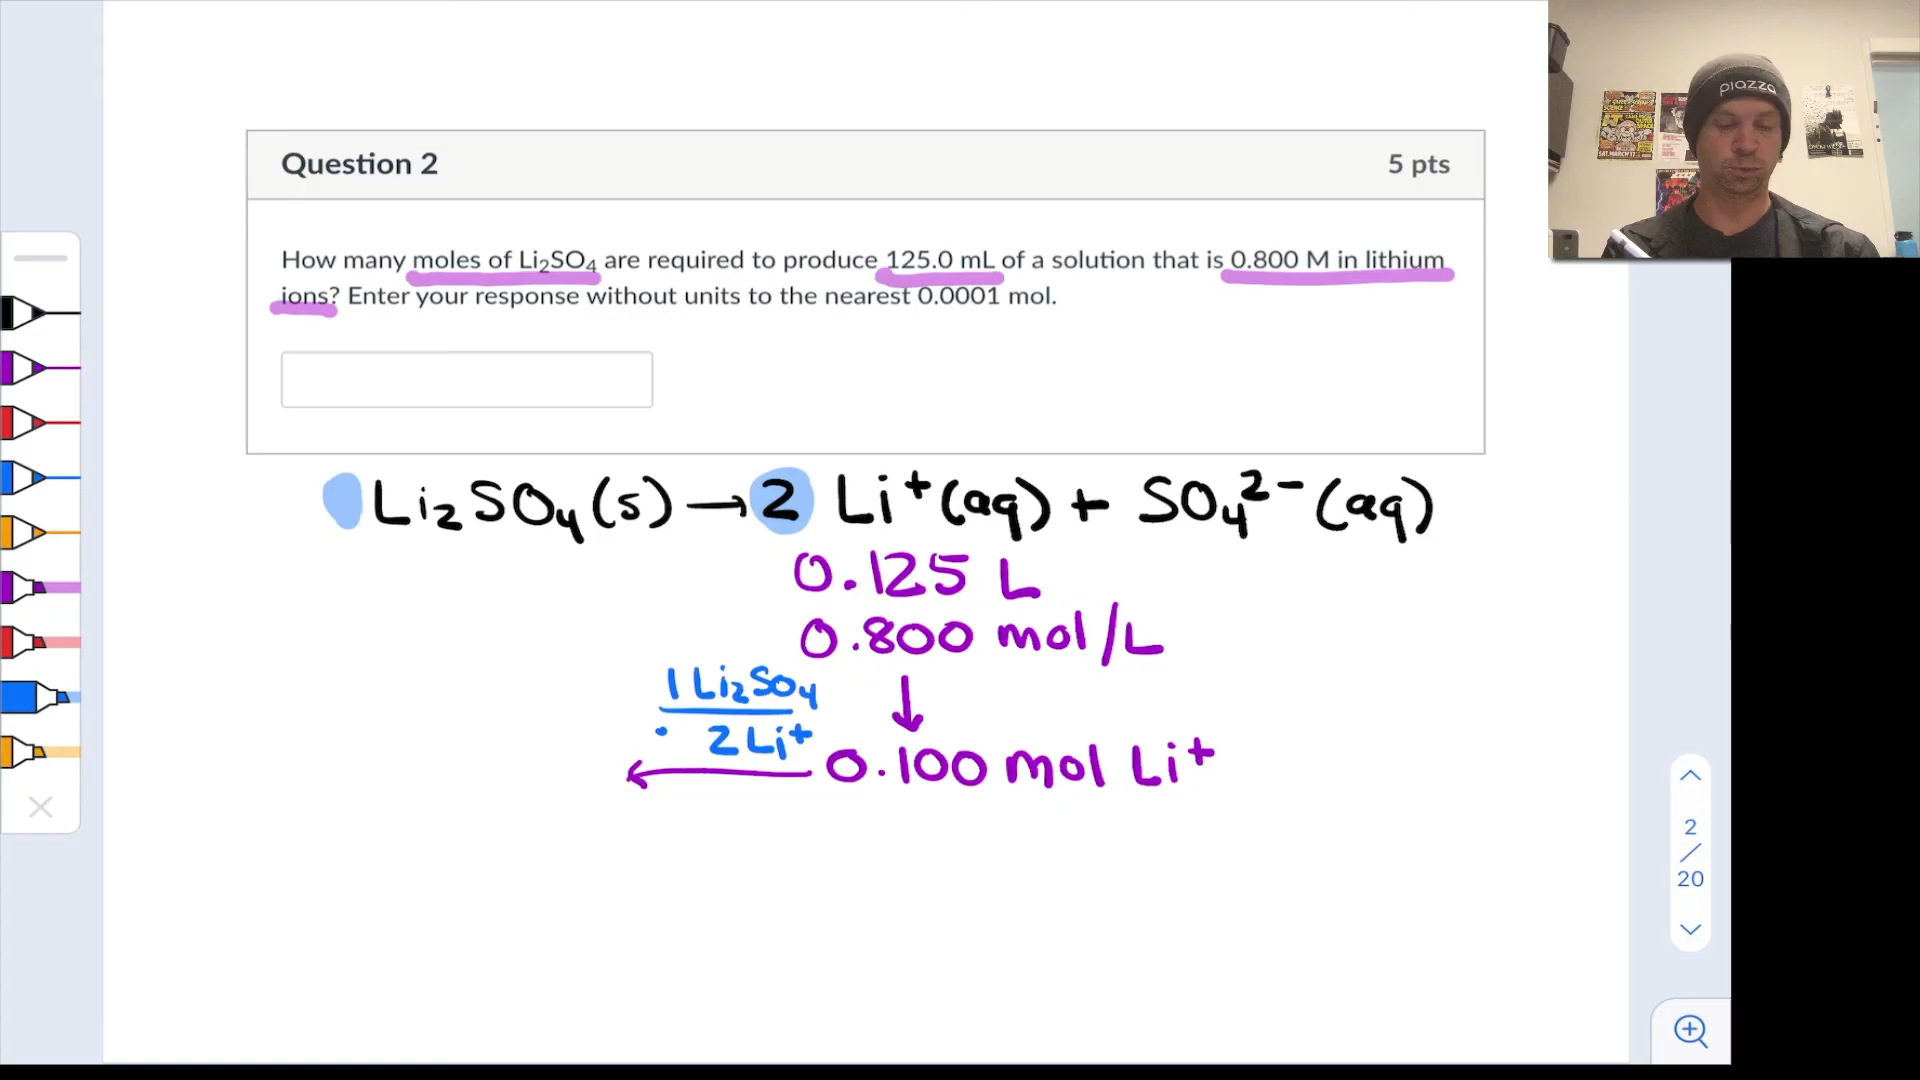 Question 2
5 pts
How many moles of Li₂SO₄ are required to produce 125.0 mL of a solution that is 0.800 M in lithium
ions? Enter your response without units to the nearest 0.0001 mol.
Li₂SO₄(s) → 2 Li⁺(aq) + SO₄²⁻(aq)
0.125 L
0.800 mol/L
1 Li₂SO₄
· 2 Li⁺
0.100 mol Li⁺
2
/
20
piazza
SAT. MARCH 17